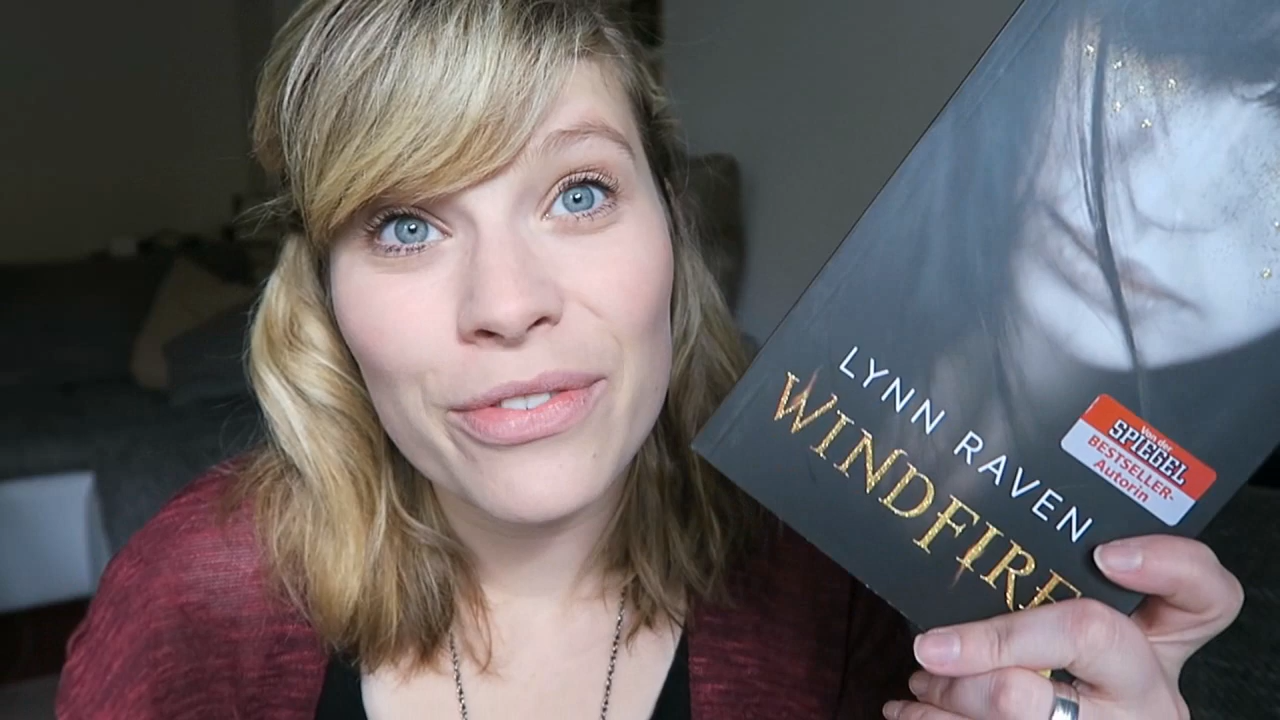 LYNN RAVEN
WINDFIRE
Von der
SPIEGEL
BESTSELLER-
Autorin